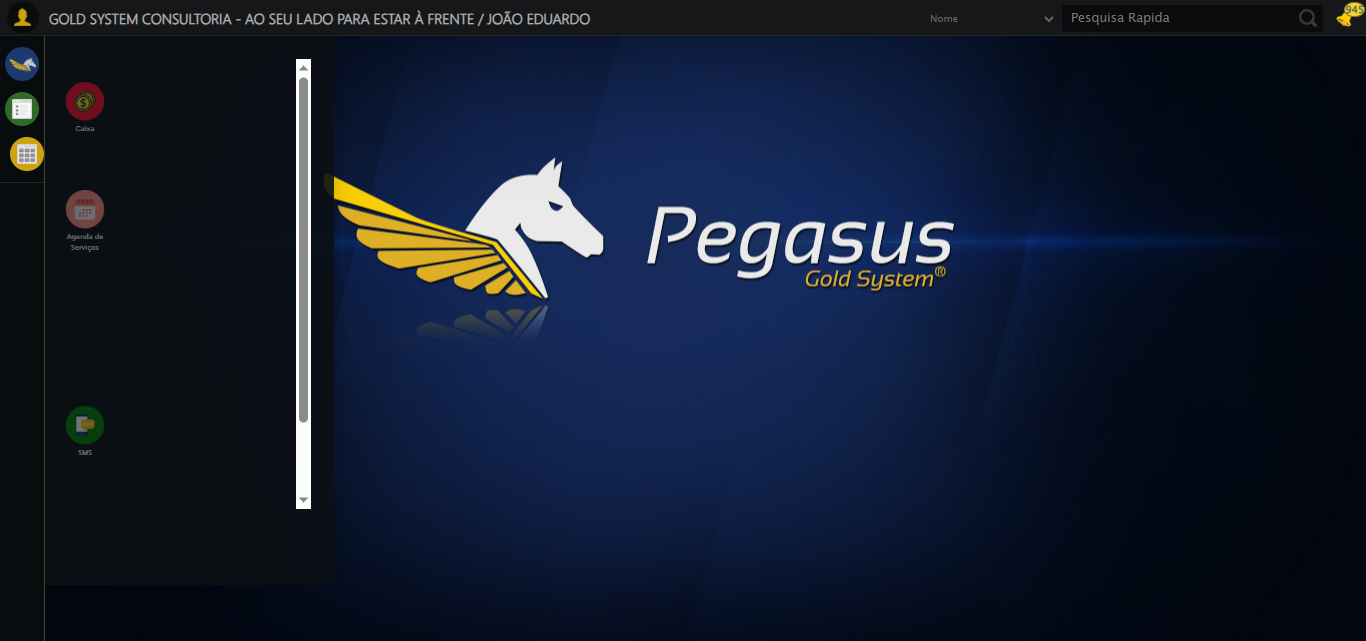 GOLD SYSTEM CONSULTORIA - AO SEU LADO PARA ESTAR À FRENTE / JOÃO EDUARDO
Nome
Pesquisa Rapida
945
Caixa
Agenda de
Serviços
SMS
Pegasus
Gold System®